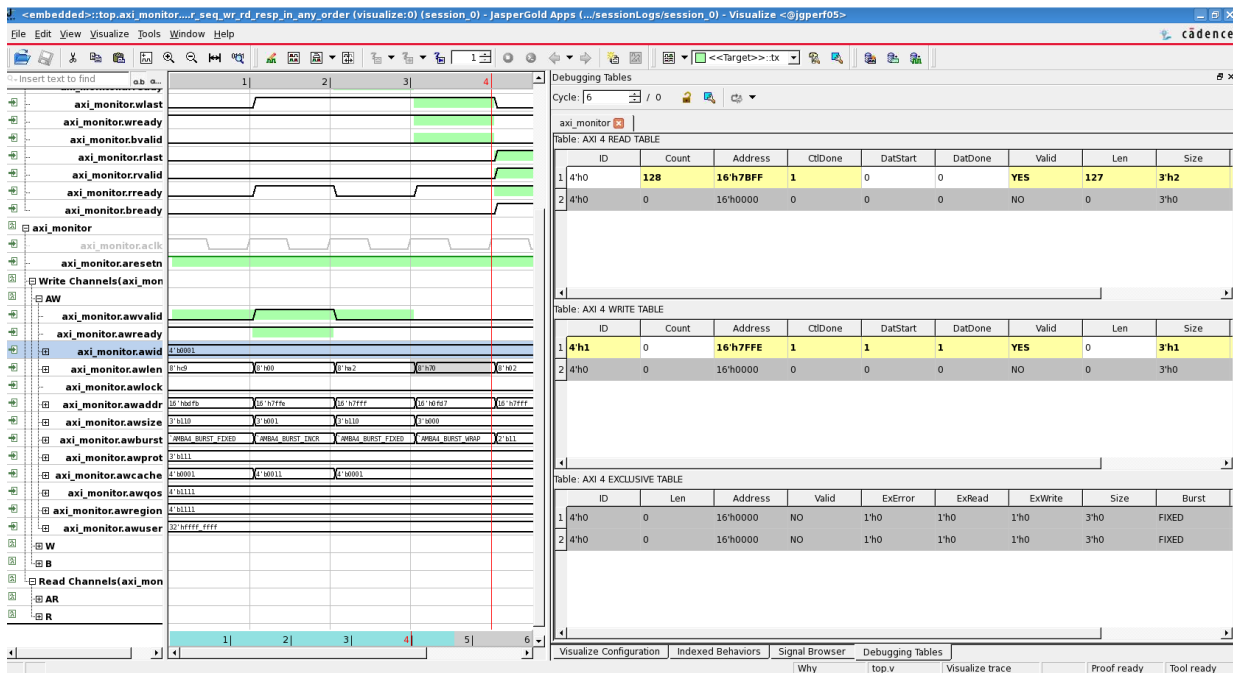 <embedded>::top.axi_monitor....r_seq_wr_rd_resp_in_any_order (visualize:0) (session_0) - JasperGold Apps (.../sessionLogs/session_0) - Visualize <@jgperf05>
File Edit View Visualize Tools Window Help
cādence
1
<<Target>>::tx
Insert text to find
1 2 3 4
axi_monitor.wlast
axi_monitor.wready
axi_monitor.bvalid
axi_monitor.rlast
axi_monitor.rvalid
axi_monitor.rready
axi_monitor.bready
axi_monitor
axi_monitor.aclk
axi_monitor.aresetn
Write Channels(axi_mon
AW
axi_monitor.awvalid
axi_monitor.awready
axi_monitor.awid 4'b0001
axi_monitor.awlen 8'hc9 8'h00 8'ha2 8'h70 8'h02
axi_monitor.awlock
axi_monitor.awaddr 16'hbdfb 16'h7ffe 16'h7fff 16'h0fd7 16'h7fff
axi_monitor.awsize 3'b110 3'b001 3'b110 3'b000
axi_monitor.awburst `AMBA4_BURST_FIXED `AMBA4_BURST_INCR `AMBA4_BURST_FIXED `AMBA4_BURST_WRAP 2'b11
axi_monitor.awprot 3'b111
axi_monitor.awcache 4'b0001 4'b0011 4'b0001
axi_monitor.awqos 4'b1111
axi_monitor.awregion 4'b1111
axi_monitor.awuser 32'hffff_ffff
W
B
Read Channels(axi_mon
AR
R
1 2 3 4 5 6
Debugging Tables
Cycle: 6 / 0
axi_monitor
Table: AXI 4 READ TABLE
ID Count Address CtlDone DatStart DatDone Valid Len Size
1 4'h0 128 16'h7BFF 1 0 0 YES 127 3'h2
2 4'h0 0 16'h0000 0 0 0 NO 0 3'h0
Table: AXI 4 WRITE TABLE
ID Count Address CtlDone DatStart DatDone Valid Len Size
1 4'h1 0 16'h7FFE 1 1 1 YES 0 3'h1
2 4'h0 0 16'h0000 0 0 0 NO 0 3'h0
Table: AXI 4 EXCLUSIVE TABLE
ID Len Address Valid ExError ExRead ExWrite Size Burst
1 4'h0 0 16'h0000 NO 1'h0 1'h0 1'h0 3'h0 FIXED
2 4'h0 0 16'h0000 NO 1'h0 1'h0 1'h0 3'h0 FIXED
Visualize Configuration Indexed Behaviors Signal Browser Debugging Tables
Why top.v Visualize trace Proof ready Tool ready